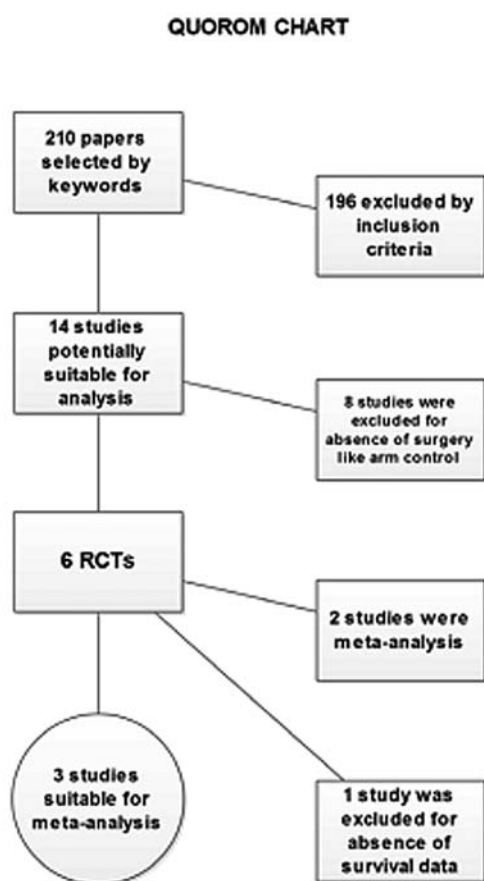 QUOROM CHART
210 papers
selected by
keywords
196 excluded by
inclusion
criteria
14 studies
potentially
suitable for
analysis
8 studies were
excluded for
absence of surgery
like arm control
6 RCTs
2 studies were
meta-analysis
3 studies
suitable for
meta-analysis
1 study was
excluded for
absence of
survival data